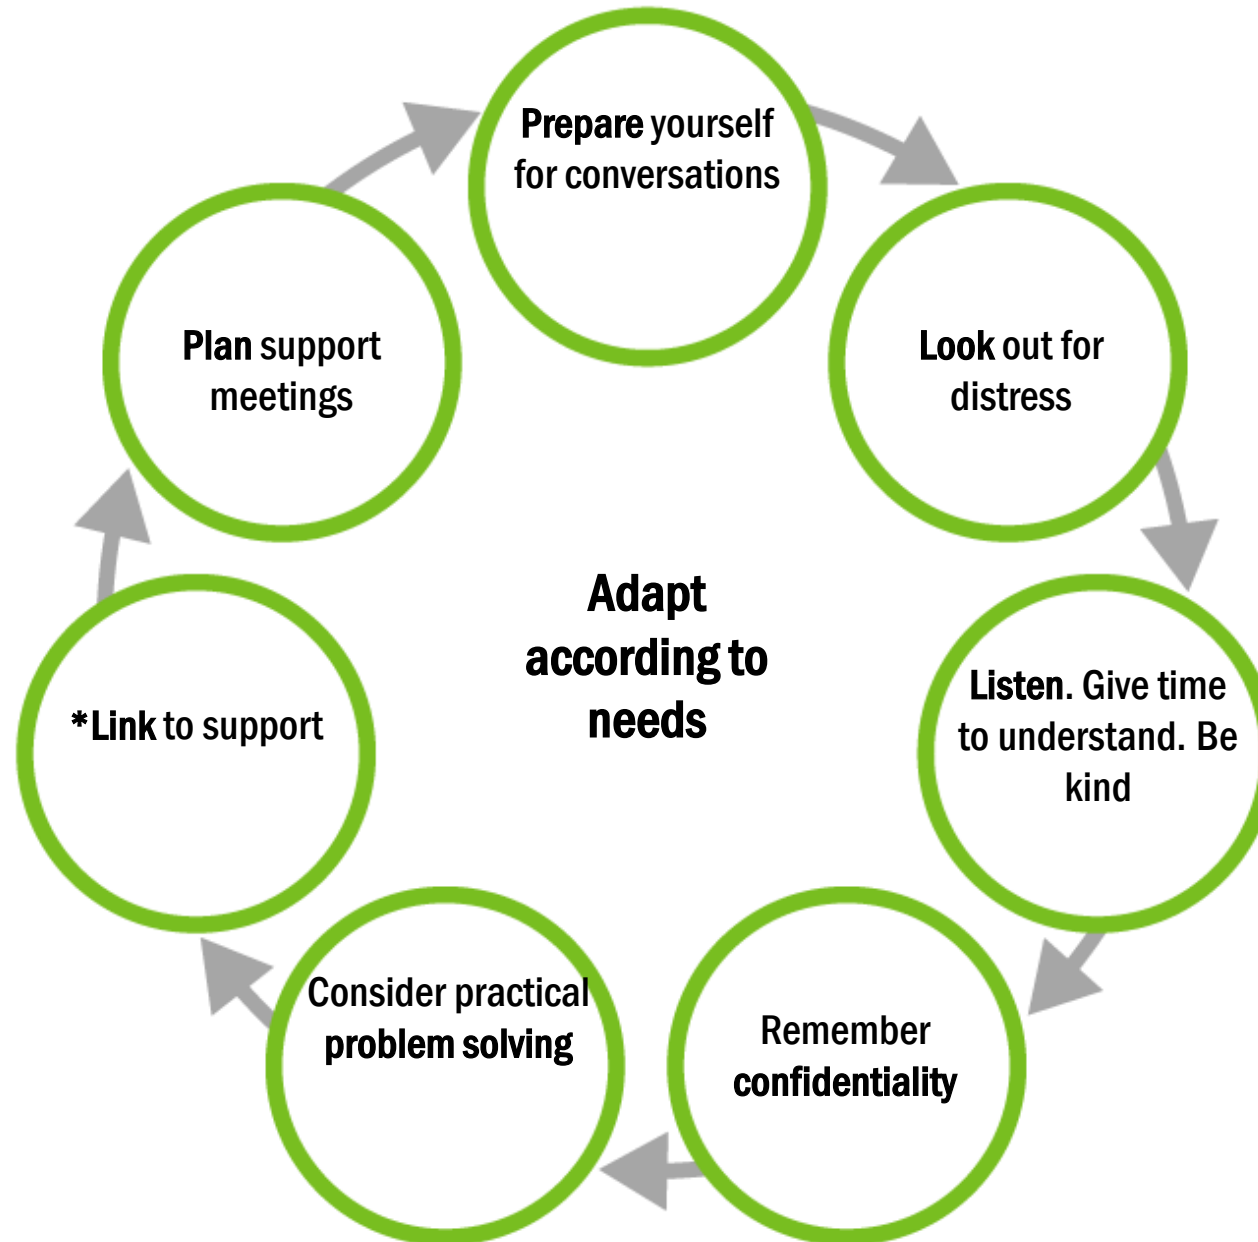 Prepare yourself
for conversations
Look out for
distress
Listen. Give time
to understand. Be
kind
Remember
confidentiality
Consider practical
problem solving
*Link to support
Plan support
meetings
Adapt
according to
needs